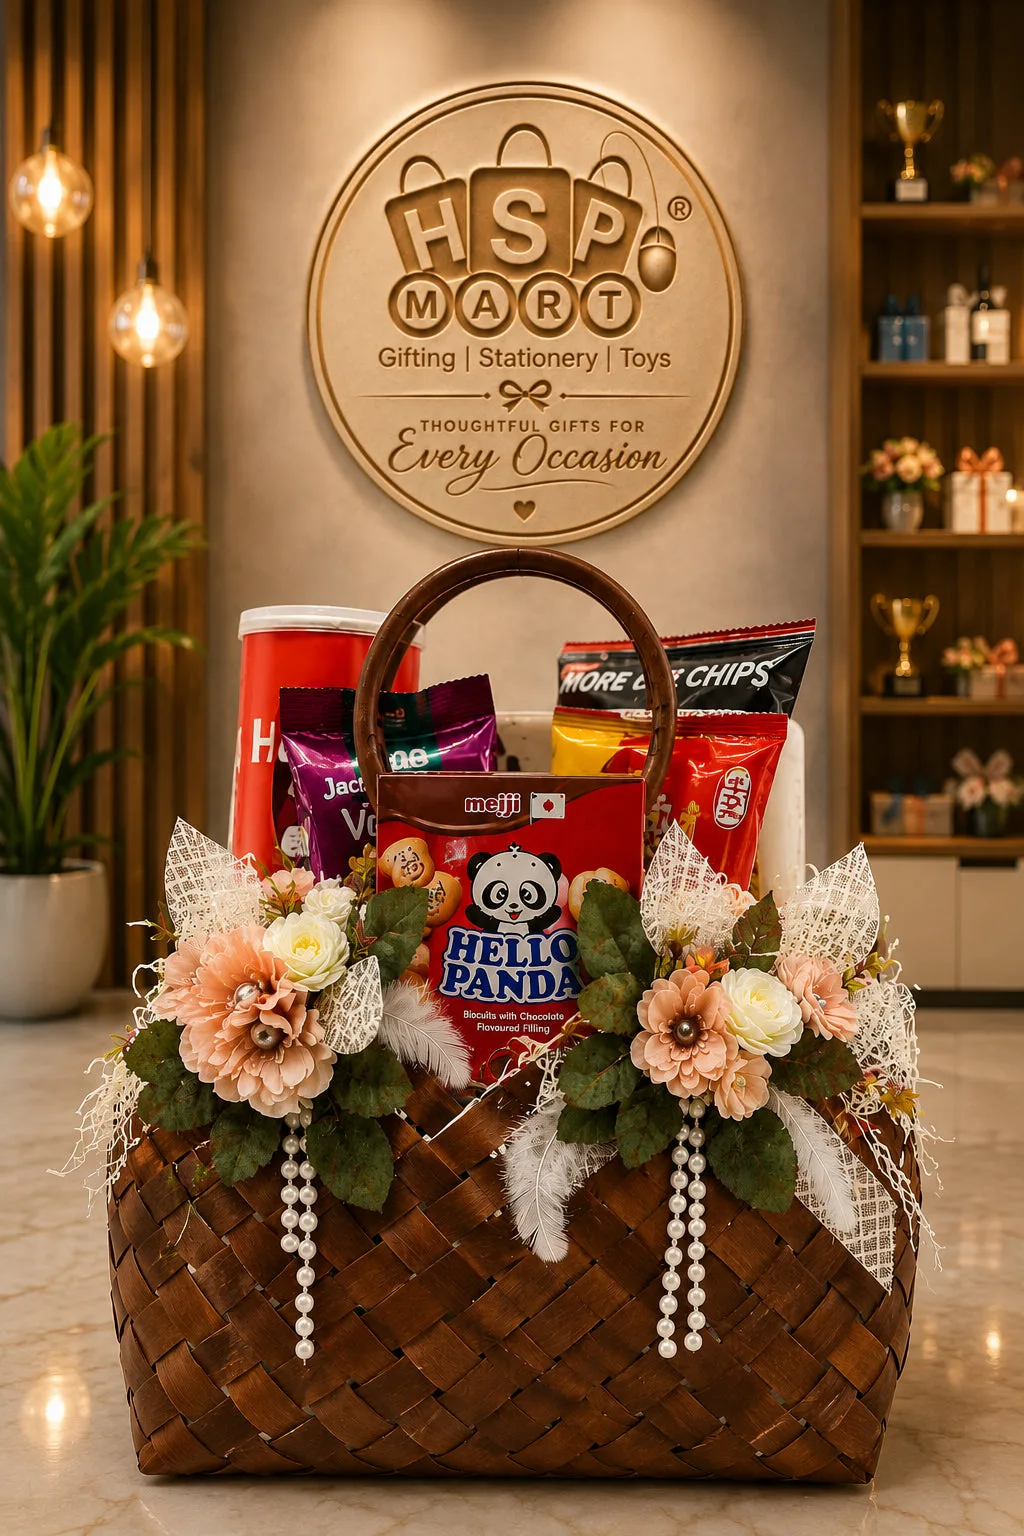 HSP
®
MART
Gifting | Stationery | Toys
THOUGHTFUL GIFTS FOR
Every Occasion
CHIPS
MORE
meiji
HELLO
PANDA
Biscuits with Chocolate
Flavoured Filling